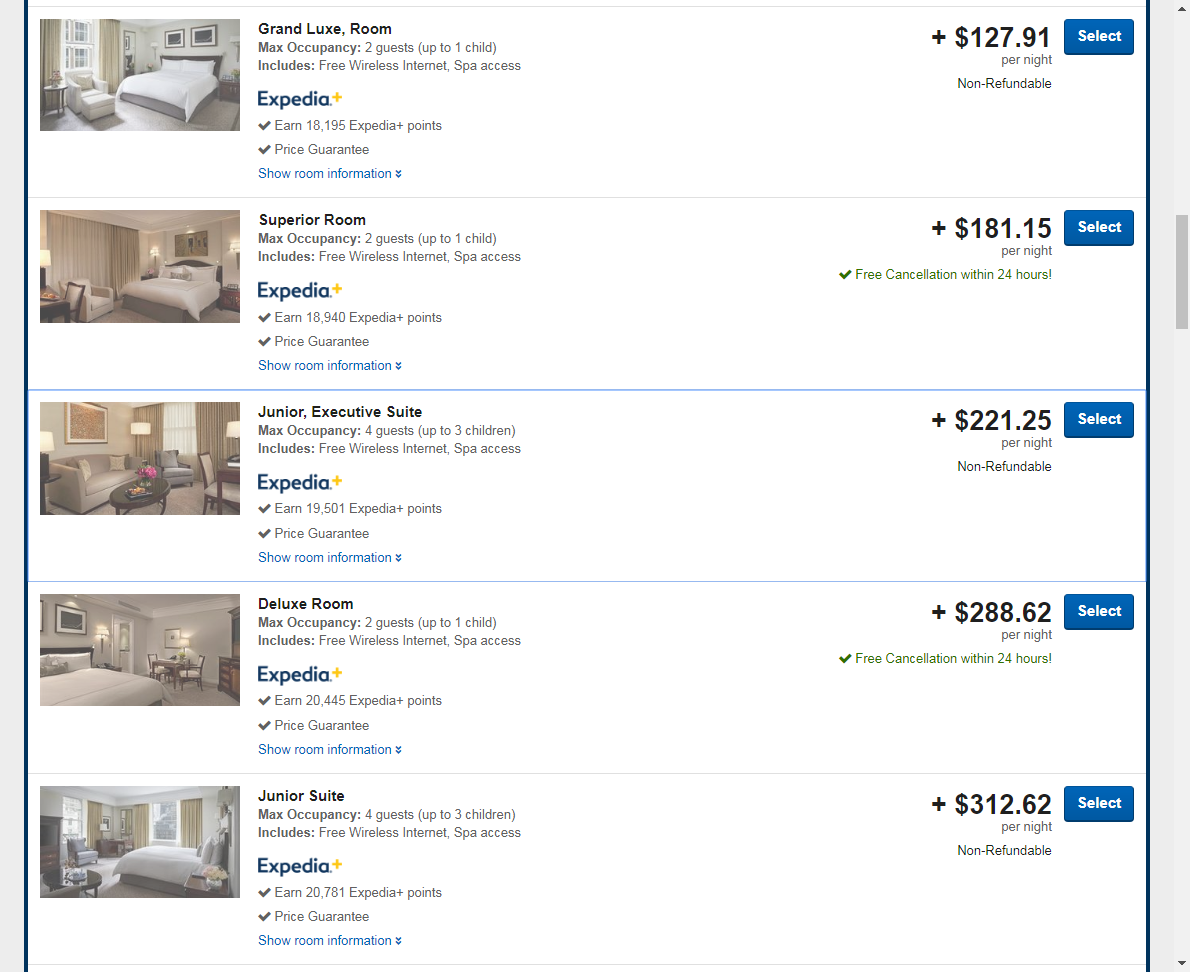 Grand Luxe, Room
Max Occupancy: 2 guests (up to 1 child)
Includes: Free Wireless Internet, Spa access
Expedia+
Earn 18,195 Expedia+ points
Price Guarantee
Show room information
+ $127.91
per night
Non-Refundable
Select
Superior Room
Max Occupancy: 2 guests (up to 1 child)
Includes: Free Wireless Internet, Spa access
Expedia+
Earn 18,940 Expedia+ points
Price Guarantee
Show room information
+ $181.15
per night
Free Cancellation within 24 hours!
Select
Junior, Executive Suite
Max Occupancy: 4 guests (up to 3 children)
Includes: Free Wireless Internet, Spa access
Expedia+
Earn 19,501 Expedia+ points
Price Guarantee
Show room information
+ $221.25
per night
Non-Refundable
Select
Deluxe Room
Max Occupancy: 2 guests (up to 1 child)
Includes: Free Wireless Internet, Spa access
Expedia+
Earn 20,445 Expedia+ points
Price Guarantee
Show room information
+ $288.62
per night
Free Cancellation within 24 hours!
Select
Junior Suite
Max Occupancy: 4 guests (up to 3 children)
Includes: Free Wireless Internet, Spa access
Expedia+
Earn 20,781 Expedia+ points
Price Guarantee
Show room information
+ $312.62
per night
Non-Refundable
Select